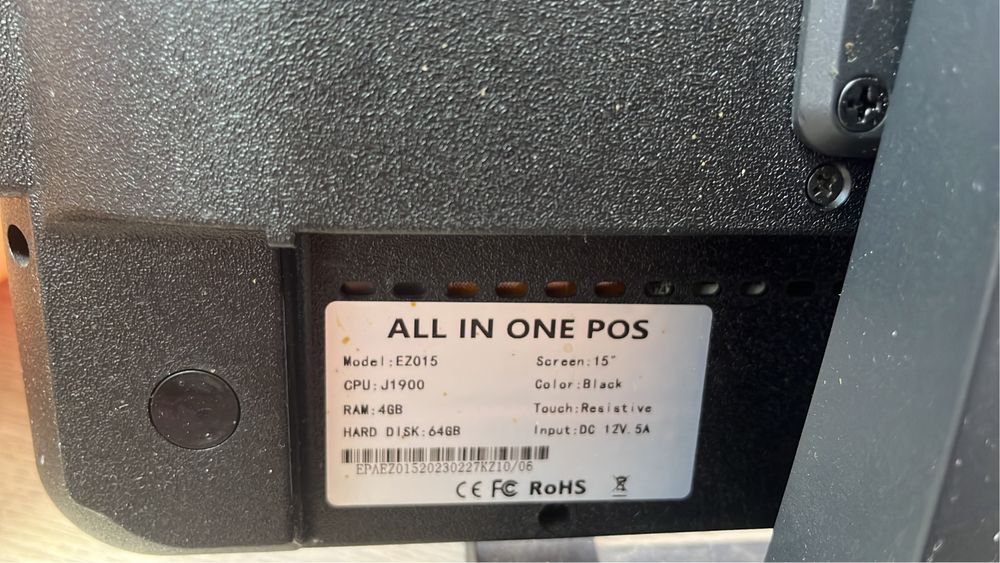 ALL IN ONE POS
Model:EZ015
Screen:15"
CPU:J1900
Color:Black
RAM:4GB
Touch:Resistive
HARD DISK:64GB
Input:DC 12V.5A
EPAEZ01520230227KZ10/06
CE FC RoHS